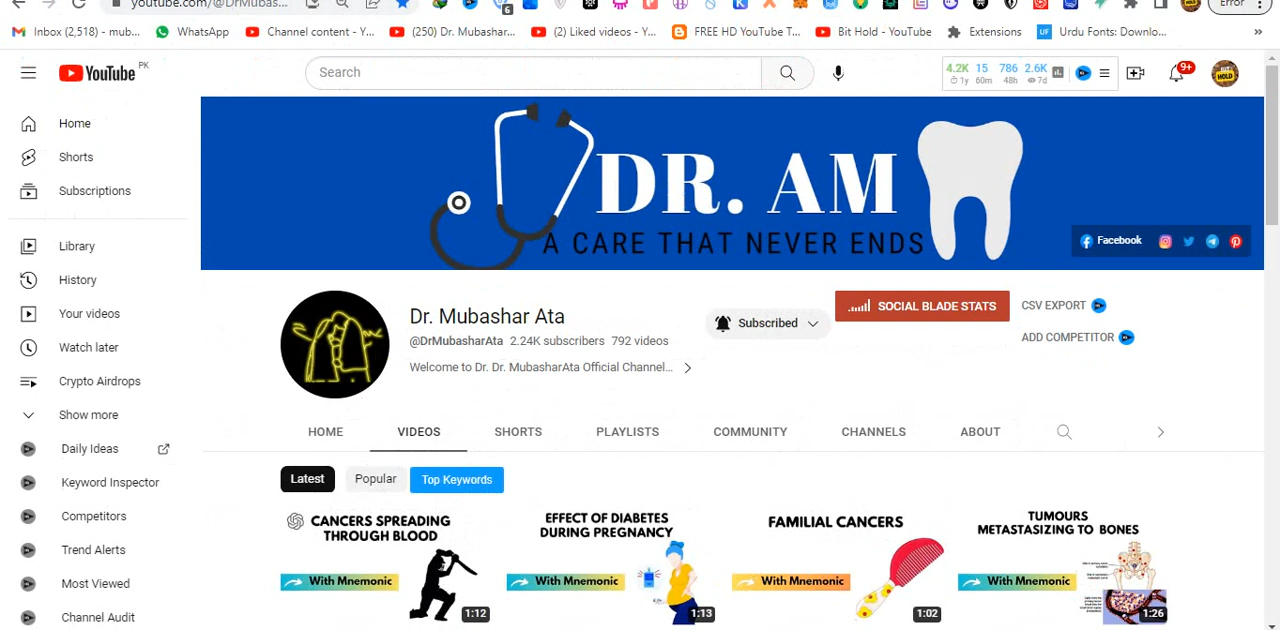 youtube.com/@DrMubas...
6
Error
Inbox (2,518) - mub...
WhatsApp
Channel content - Y...
(250) Dr. Mubashar...
(2) Liked videos - Y...
FREE HD YouTube T...
Bit Hold - YouTube
Extensions
UF Urdu Fonts: Downlo...
»
YouTube PK
Search
4.2K 15 786 2.6K
1y 60m 48h 7d
9+
HOLD
Home
Shorts
Subscriptions
Library
History
Your videos
Watch later
Crypto Airdrops
Show more
Daily Ideas
Keyword Inspector
Competitors
Trend Alerts
Most Viewed
Channel Audit
DR. AM
A CARE THAT NEVER ENDS
Facebook
Dr. Mubashar Ata
@DrMubasharAta 2.24K subscribers 792 videos
Welcome to Dr. Dr. MubasharAta Official Channel...
Subscribed
SOCIAL BLADE STATS
CSV EXPORT
ADD COMPETITOR
HOME VIDEOS SHORTS PLAYLISTS COMMUNITY CHANNELS ABOUT
Latest Popular Top Keywords
CANCERS SPREADING
THROUGH BLOOD
With Mnemonic
1:12
EFFECT OF DIABETES
DURING PREGNANCY
With Mnemonic
1:13
FAMILIAL CANCERS
With Mnemonic
1:02
TUMOURS
METASTASIZING TO BONES
With Mnemonic
1:26